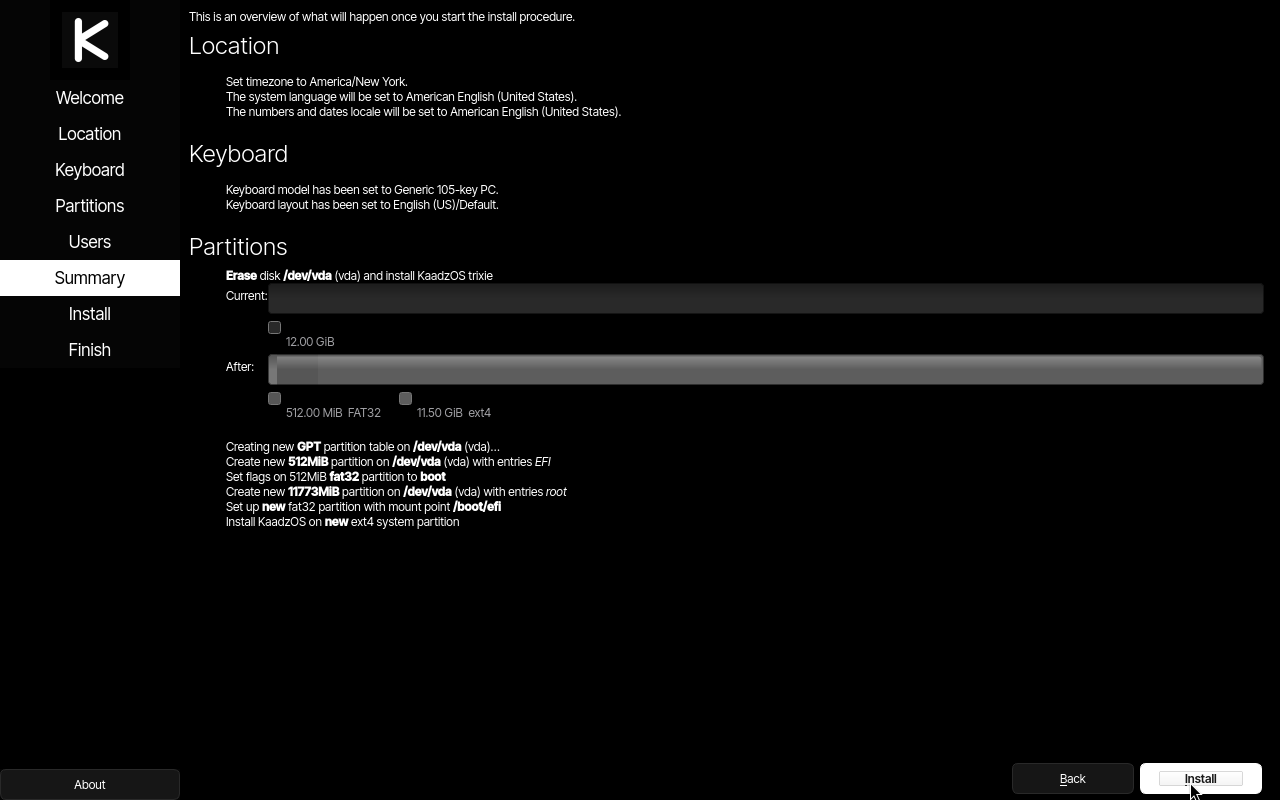 K
This is an overview of what will happen once you start the install procedure.
Location
Set timezone to America/New York.
The system language will be set to American English (United States).
The numbers and dates locale will be set to American English (United States).
Keyboard
Keyboard model has been set to Generic 105-key PC.
Keyboard layout has been set to English (US)/Default.
Partitions
Erase disk /dev/vda (vda) and install KaadzOS trixie
Current:
12.00 GiB
After:
512.00 MiB FAT32
11.50 GiB ext4
Creating new GPT partition table on /dev/vda (vda)...
Create new 512MiB partition on /dev/vda (vda) with entries EFI
Set flags on 512MiB fat32 partition to boot
Create new 11773MiB partition on /dev/vda (vda) with entries root
Set up new fat32 partition with mount point /boot/efi
Install KaadzOS on new ext4 system partition
Welcome
Location
Keyboard
Partitions
Users
Summary
Install
Finish
About
Back
Install